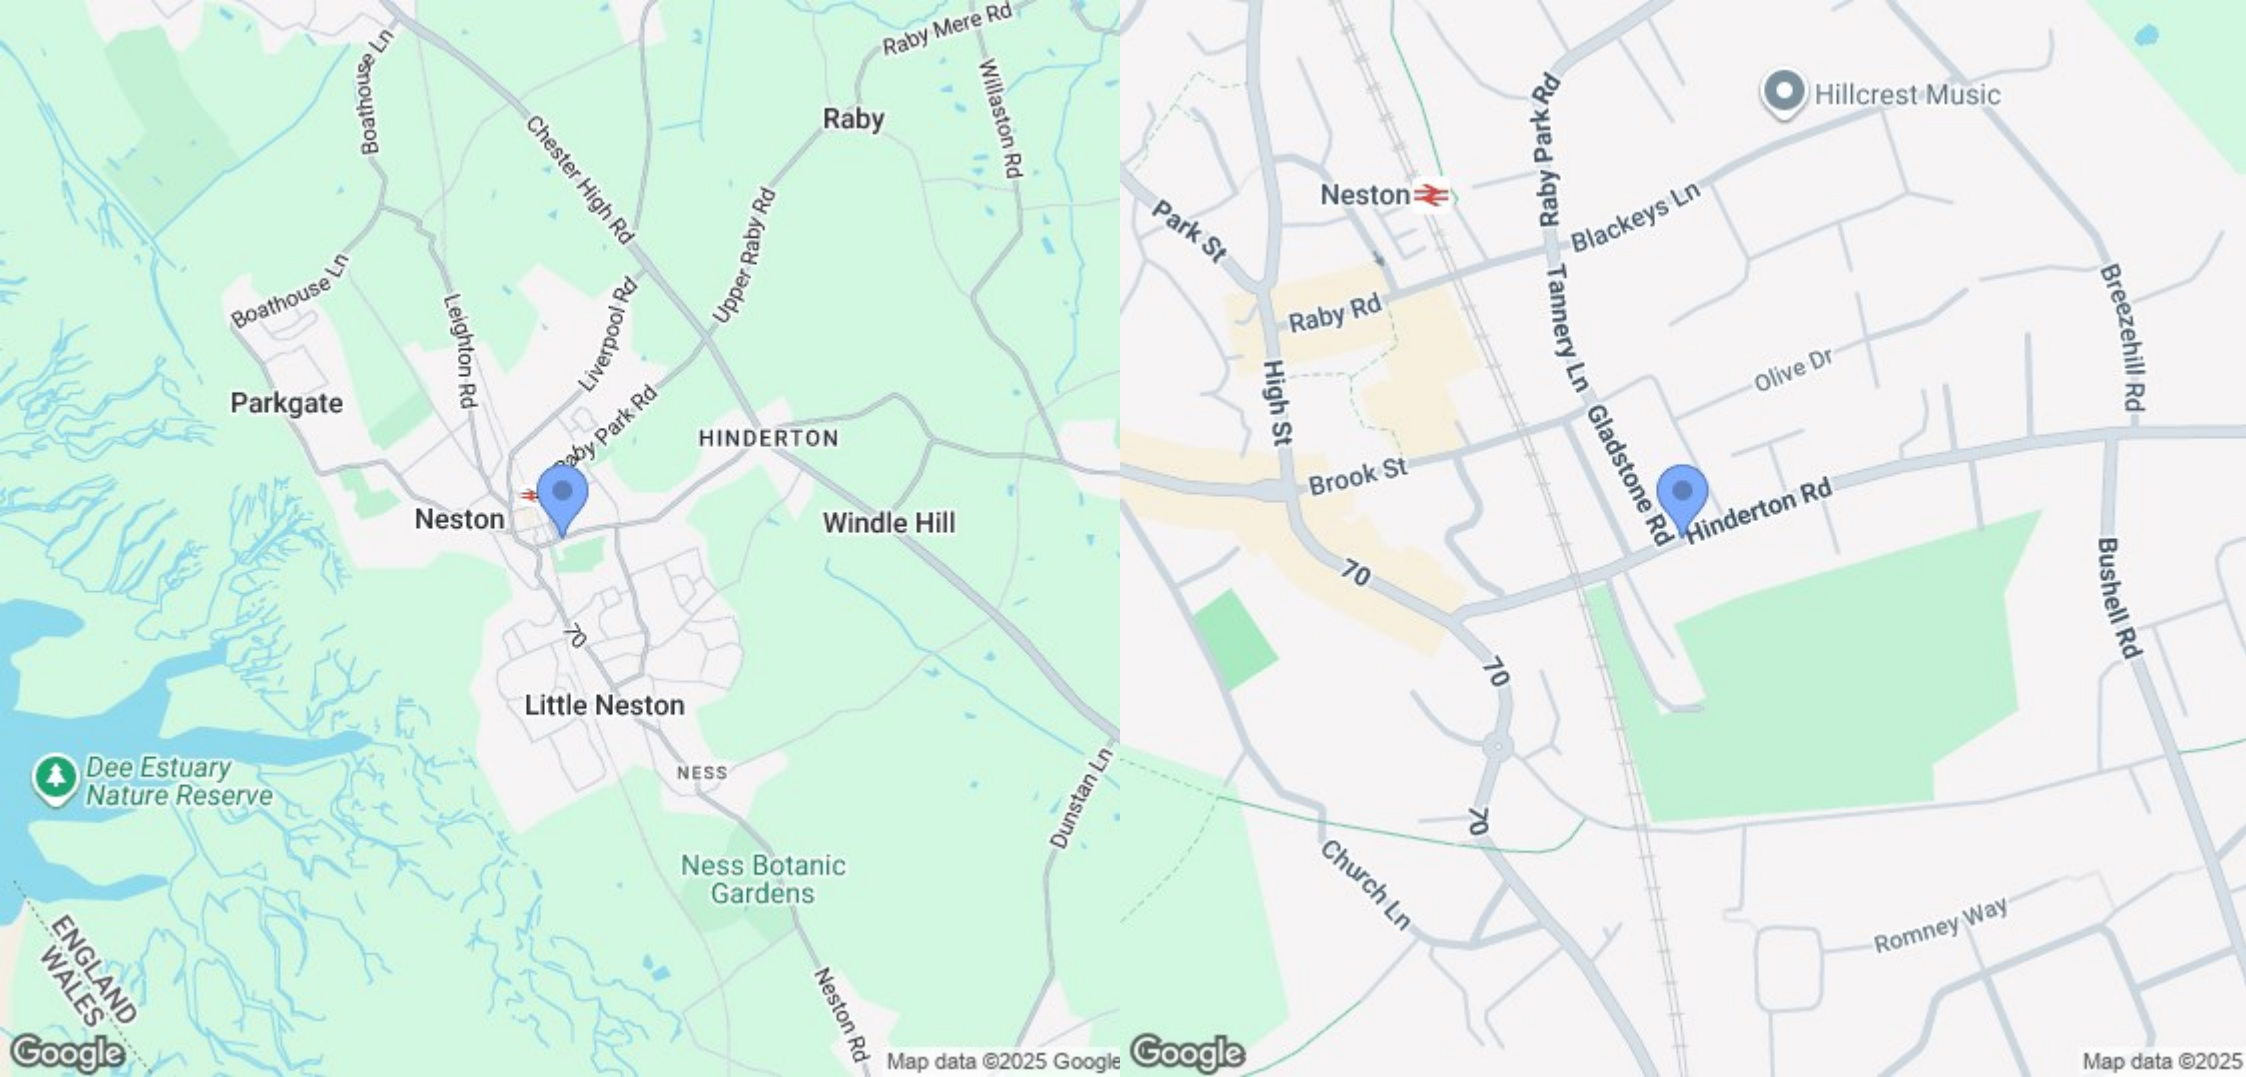 Raby Mere Rd
Boathouse Ln
Willaston Rd
Chester High Rd
Raby
Upper Raby Rd
Boathouse Ln
Leighton Rd
Liverpool Rd
Parkgate
Raby Park Rd
HINDERTON
Neston
Windle Hill
70
Little Neston
Dee Estuary
Nature Reserve
NESS
Dunstan Ln
Ness Botanic
Gardens
ENGLAND
WALES
Neston Rd
Google
Map data ©2025 Google
Hillcrest Music
Raby Park Rd
Neston
Park St
Blackeys Ln
Tannery Ln
Raby Rd
Breezehill Rd
High St
Olive Dr
Gladstone Rd
Brook St
Hinderton Rd
70
Bushell Rd
70
70
Church Ln
Romney Way
Google
Map data ©2025